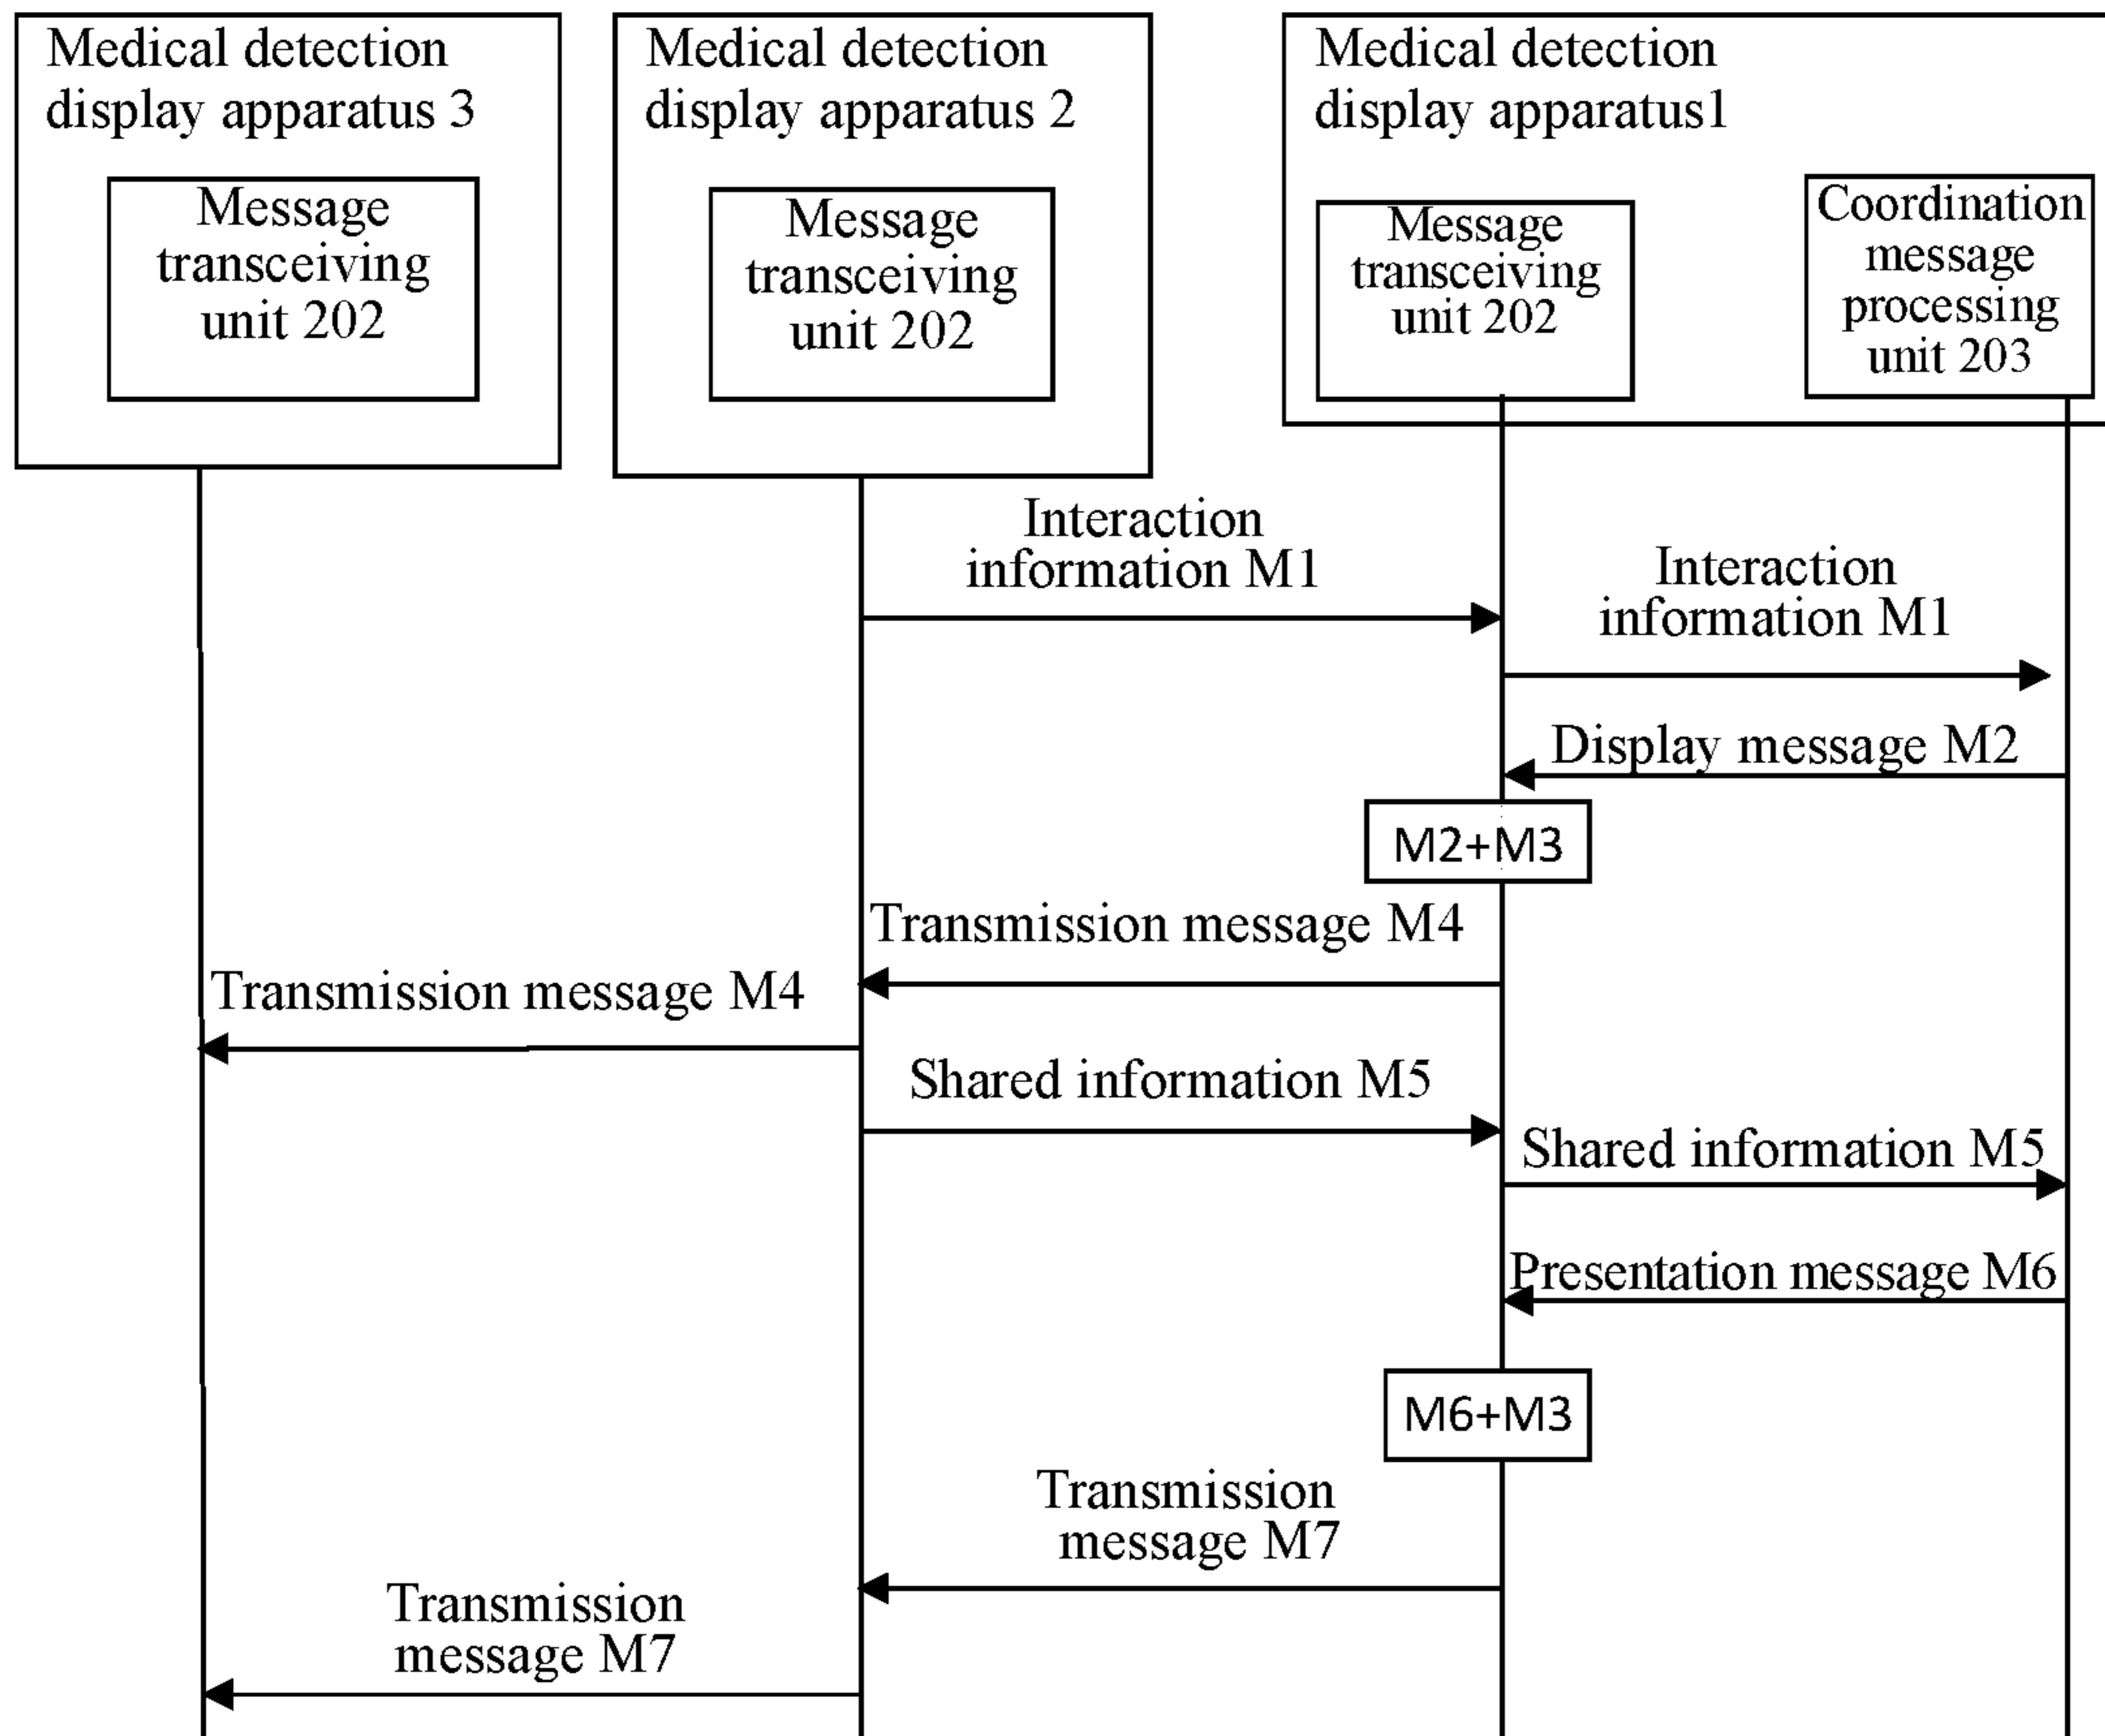 Medical detection
display apparatus 3
Message
transceiving
unit 202
Medical detection
display apparatus 2
Message
transceiving
unit 202
Medical detection
display apparatus1
Message
transceiving
unit 202
Coordination
message
processing
unit 203
Interaction
information M1
Interaction
information M1
Display message M2
M2+M3
Transmission message M4
Transmission message M4
Shared information M5
Shared information M5
Presentation message M6
M6+M3
Transmission
message M7
Transmission
message M7